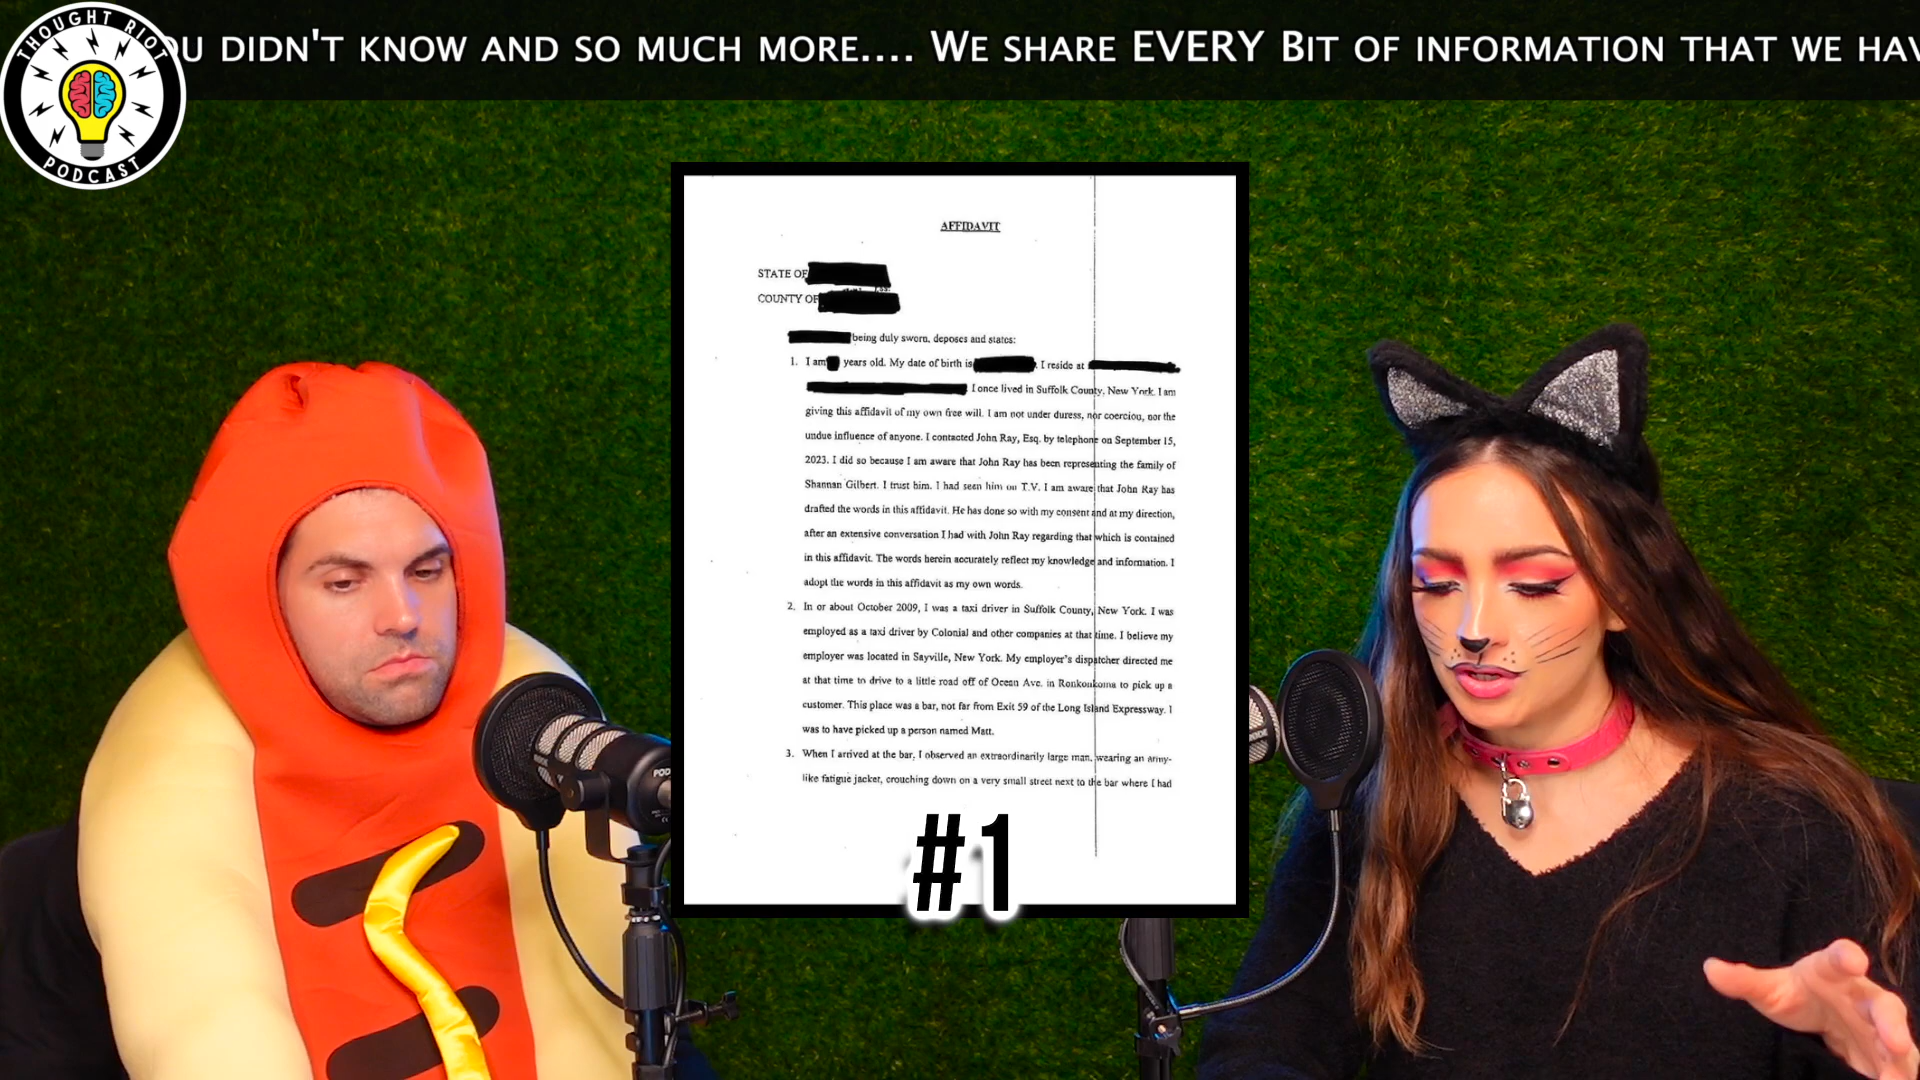 THOUGHT RIOT
PODCAST
OU DIDN'T KNOW AND SO MUCH MORE.... WE SHARE EVERY BIT OF INFORMATION THAT WE HAV
AFFIDAVIT
STATE OF
COUNTY OF
being duly sworn, deposes and states:
1. I am years old. My date of birth is I reside at
I once lived in Suffolk County, New York. I am
giving this affidavit of my own free will. I am not under duress, nor coerciou, nor the
undue influence of anyone. I contacted John Ray, Esq. by telephone on September 15,
2023. I did so because I am aware that John Ray has been representing the family of
Shannan Gilbert. I trust him. I had seen him on T.V. I am aware that John Ray has
drafted the words in this affidavit. He has done so with my consent and at my direction,
after an extensive conversation I had with John Ray regarding that which is contained
in this affidavit. The words herein accurately reflect my knowledge and information. I
adopt the words in this affidavit as my own words.
2. In or about October 2009, I was a taxi driver in Suffolk County, New York. I was
employed as a taxi driver by Colonial and other companies at that time. I believe my
employer was located in Sayville, New York. My employer's dispatcher directed me
at that time to drive to a little road off of Ocean Ave. in Ronkonkoma to pick up a
customer. This place was a bar, not far from Exit 59 of the Long Island Expressway. I
was to have picked up a person named Matt.
3. When I arrived at the bar, I observed an extraordinarily large man, wearing an army-
like fatigue jacket, crouching down on a very small street next to the bar where I had
#1